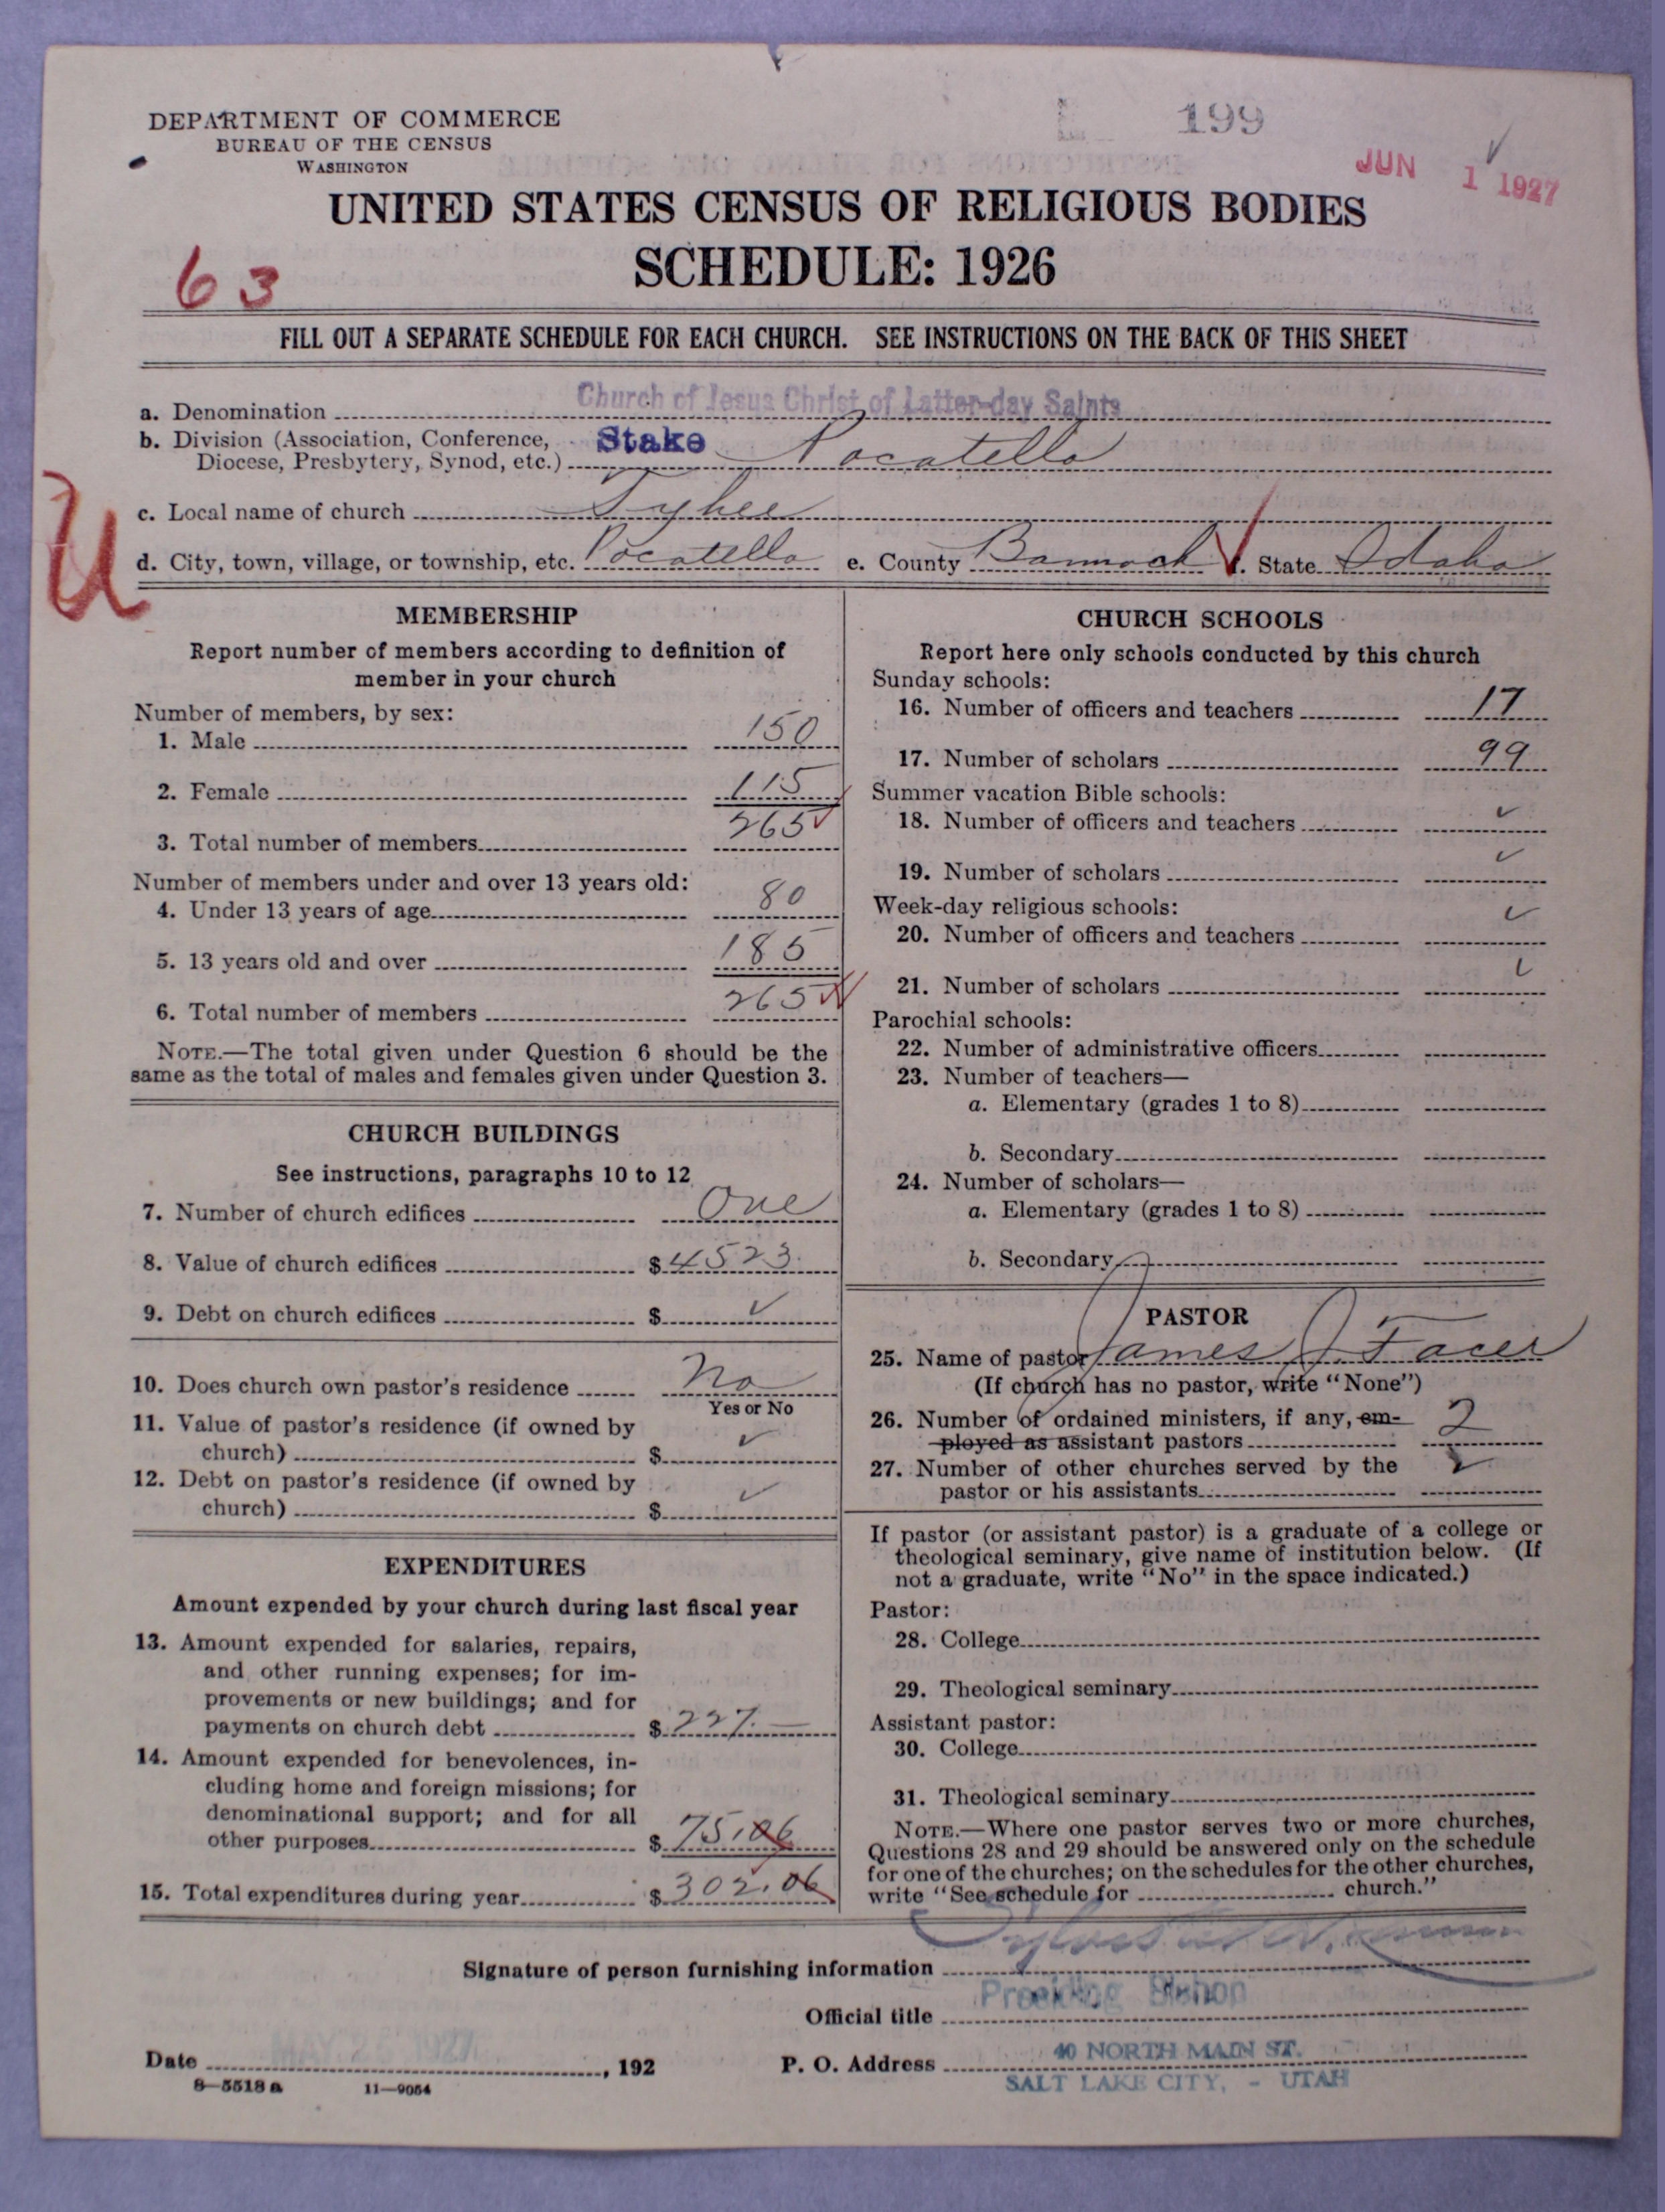 DEPARTMENT OF COMMERCE
BUREAU OF THE CENSUS
WASHINGTON
199
JUN 1 1927
UNITED STATES CENSUS OF RELIGIOUS BODIES
SCHEDULE: 1926
63
FILL OUT A SEPARATE SCHEDULE FOR EACH CHURCH. SEE INSTRUCTIONS ON THE BACK OF THIS SHEET
a. Denomination Church of Jesus Christ of Latter-day Saints
b. Division (Association, Conference, Stake Pocatello
Diocese, Presbytery, Synod, etc.)
U
c. Local name of church Tyhee
d. City, town, village, or township, etc. Pocatello e. County Bannock f. State Idaho
MEMBERSHIP
Report number of members according to definition of
member in your church
Number of members, by sex:
1. Male 150
2. Female 115
3. Total number of members 265
Number of members under and over 13 years old:
4. Under 13 years of age 80
5. 13 years old and over 185
6. Total number of members 265
NOTE.—The total given under Question 6 should be the
same as the total of males and females given under Question 3.
CHURCH BUILDINGS
See instructions, paragraphs 10 to 12
7. Number of church edifices One
8. Value of church edifices $ 4523.
9. Debt on church edifices $ ✓
10. Does church own pastor's residence No
Yes or No
11. Value of pastor's residence (if owned by
church) $ ✓
12. Debt on pastor's residence (if owned by
church) $ ✓
EXPENDITURES
Amount expended by your church during last fiscal year
13. Amount expended for salaries, repairs,
and other running expenses; for im-
provements or new buildings; and for
payments on church debt $ 227.—
14. Amount expended for benevolences, in-
cluding home and foreign missions; for
denominational support; and for all
other purposes $ 75.06
15. Total expenditures during year $ 302.06
CHURCH SCHOOLS
Report here only schools conducted by this church
Sunday schools:
16. Number of officers and teachers 17
17. Number of scholars 99
Summer vacation Bible schools:
18. Number of officers and teachers ✓
19. Number of scholars ✓
Week-day religious schools:
20. Number of officers and teachers ✓
21. Number of scholars ✓
Parochial schools:
22. Number of administrative officers
23. Number of teachers—
a. Elementary (grades 1 to 8)
b. Secondary
24. Number of scholars—
a. Elementary (grades 1 to 8)
b. Secondary
PASTOR
25. Name of pastor James J. Facer
(If church has no pastor, write "None")
26. Number of ordained ministers, if any, em-
ployed as assistant pastors 2
27. Number of other churches served by the
pastor or his assistants ✓
If pastor (or assistant pastor) is a graduate of a college or
theological seminary, give name of institution below. (If
not a graduate, write "No" in the space indicated.)
Pastor:
28. College
29. Theological seminary
Assistant pastor:
30. College
31. Theological seminary
NOTE.—Where one pastor serves two or more churches,
Questions 28 and 29 should be answered only on the schedule
for one of the churches; on the schedules for the other churches,
write "See schedule for church."
Signature of person furnishing information
Official title Presiding Bishop
Date MAY 2 1927, 192
P. O. Address 40 NORTH MAIN ST.
SALT LAKE CITY, - UTAH
8—5518 a 11—9054